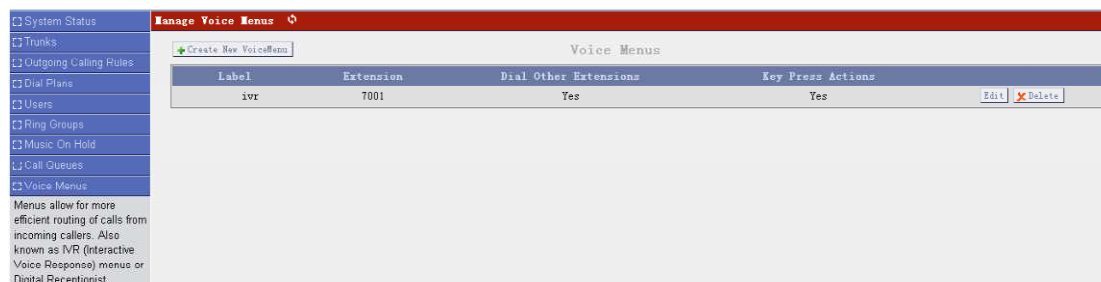 System Status
Trunks
Outgoing Calling Rules
Dial Plans
Users
Ring Groups
Music On Hold
Call Queues
Voice Menus
Menus allow for more
efficient routing of calls from
incoming callers. Also
known as IVR (Interactive
Voice Response) menus or
Digital Receptionist
Manage Voice Menus
Create New VoiceMenu
Voice Menus
Label Extension Dial Other Extensions Key Press Actions
ivr 7001 Yes Yes Edit Delete